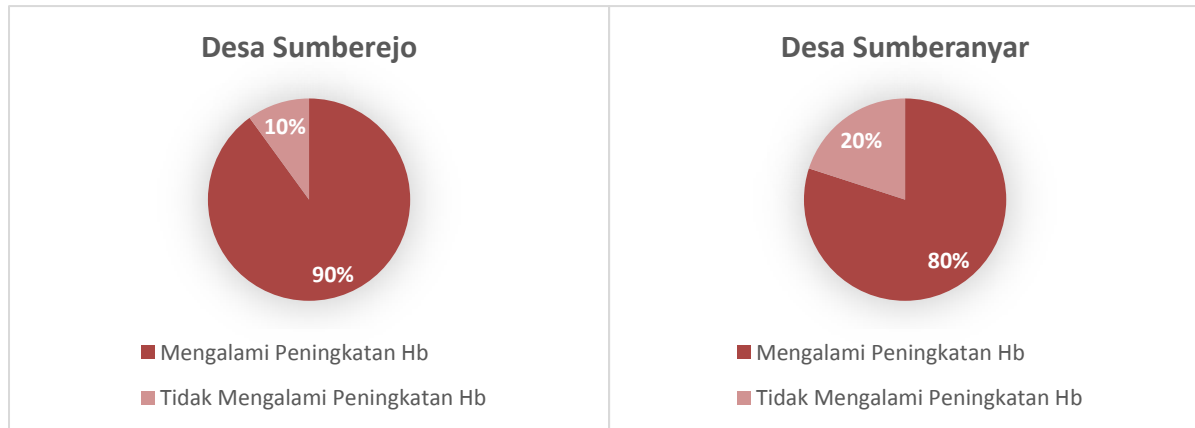 Desa Sumberejo
10%
90%
Mengalami Peningkatan Hb
Tidak Mengalami Peningkatan Hb
Desa Sumberanyar
20%
80%
Mengalami Peningkatan Hb
Tidak Mengalami Peningkatan Hb